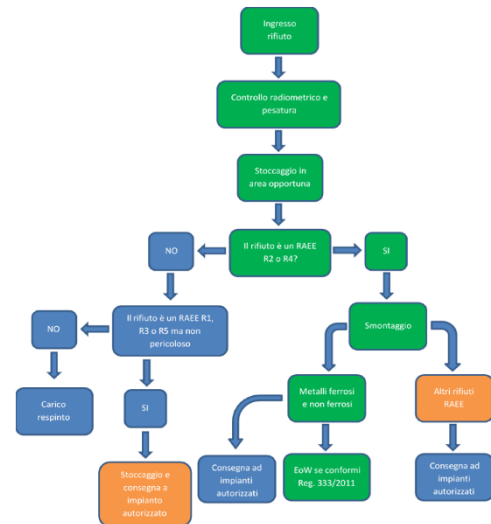 Ingresso
rifiuto
Controllo radiometrico e
pesatura
Stoccaggio in
area opportuna
Il rifiuto è un RAEE
R2 o R4?
NO
SI
Il rifiuto è un RAEE R1,
R3 o R5 ma non
pericoloso
NO
SI
Carico
respinto
Stoccaggio e
consegna a
impianto
autorizzato
Smontaggio
Metalli ferrosi
e non ferrosi
Altri rifiuti
RAEE
Consegna ad
impianti
autorizzati
EoW se conformi
Reg. 333/2011
Consegna ad
impianti
autorizzati